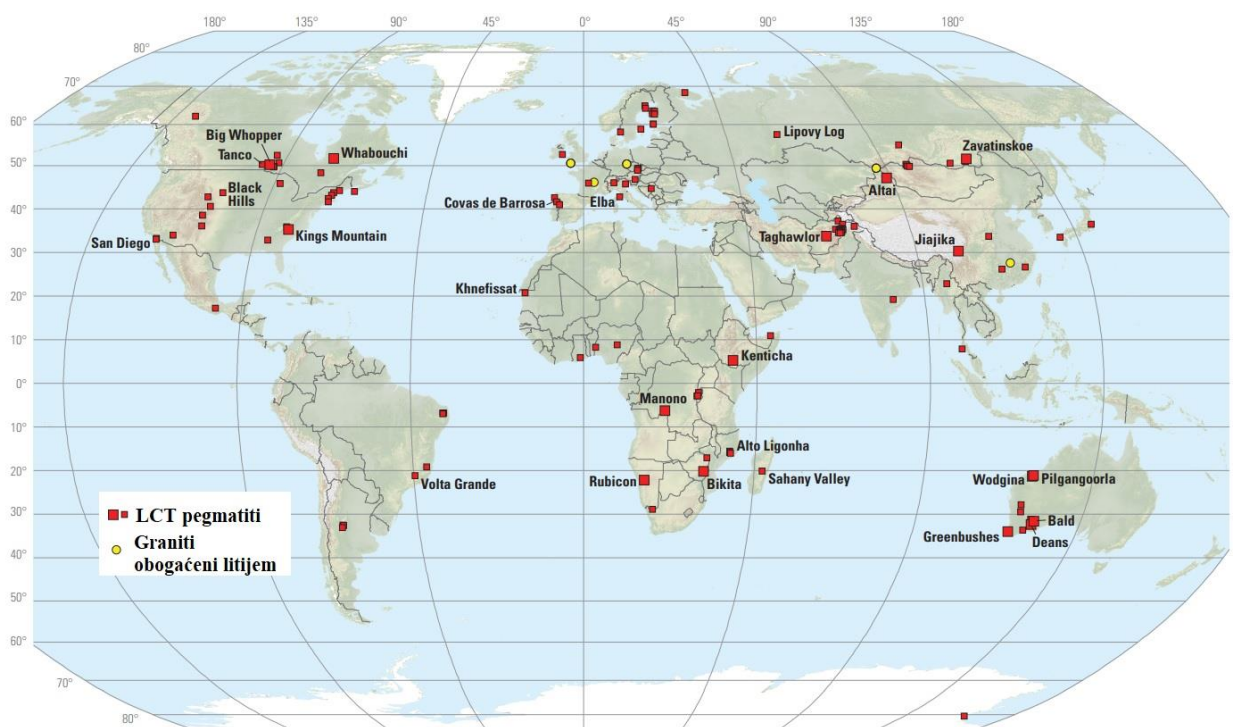 180° 135° 90° 45° 0° 45° 90° 135° 180°
80°
70°
60°
50°
40°
30°
20°
10°
0°
10°
20°
30°
40°
50°
60°
70°
80°
Big Whopper
Tanco
Whabouchi
Black
Hills
San Diego
Kings Mountain
Lipovy Log
Zavatinskoe
Altai
Covas de Barrosa
Elba
Taghawlor
Jiajika
Khnefissat
Kenticha
Manono
Alto Ligonha
Volta Grande
Rubicon
Bikita
Sahany Valley
Wodgina
Pilgangoorla
Bald
Greenbushes
Deans
LCT pegmatiti
Graniti
obogaćeni litijem